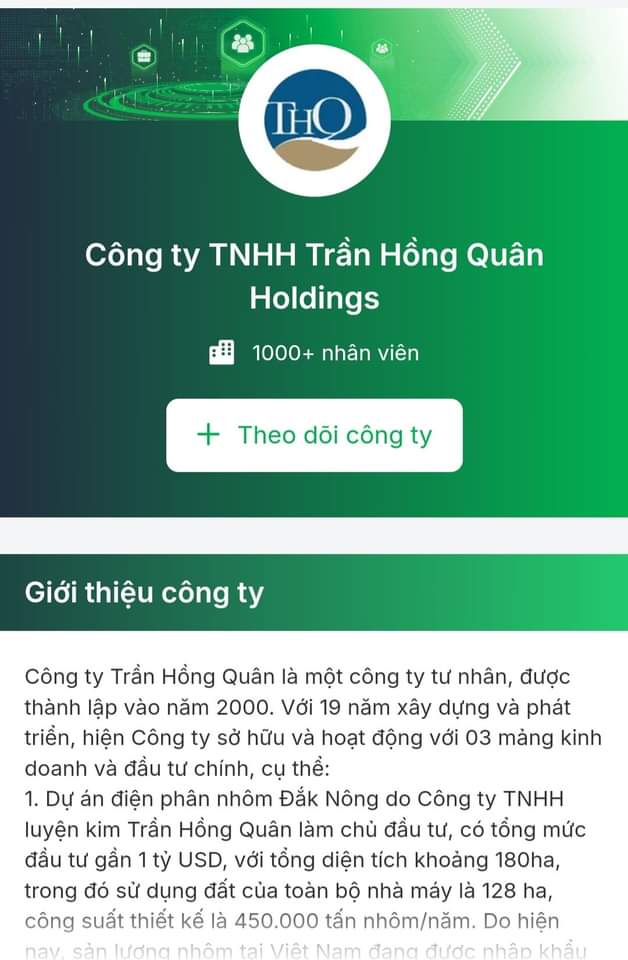 THQ
Công ty TNHH Trần Hồng Quân
Holdings
1000+ nhân viên
+ Theo dõi công ty
Giới thiệu công ty
Công ty Trần Hồng Quân là một công ty tư nhân, được
thành lập vào năm 2000. Với 19 năm xây dựng và phát
triển, hiện Công ty sở hữu và hoạt động với 03 mảng kinh
doanh và đầu tư chính, cụ thể:
1. Dự án điện phân nhôm Đắk Nông do Công ty TNHH
luyện kim Trần Hồng Quân làm chủ đầu tư, có tổng mức
đầu tư gần 1 tỷ USD, với tổng diện tích khoảng 180ha,
trong đó sử dụng đất của toàn bộ nhà máy là 128 ha,
công suất thiết kế là 450.000 tấn nhôm/năm. Do hiện
nay, sản lượng nhôm tại Việt Nam đang được nhập khẩu